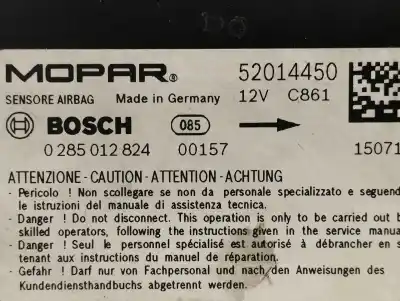 MOPAR® 52014450
SENSORE AIRBAG Made in Germany 12V C861
BOSCH 085 → 15071
0 285 012 824 00157
ATTENZIONE - CAUTION - ATTENTION - ACHTUNG
- Pericolo ! Non scollegare se non da personale specializzato e seguend
le istruzioni del manuale di assistenza tecnica.
- Danger ! Do not disconnect. This operation is only to be carried out b
skilled operators, following the instructions given in the service manua
- Danger ! Seul le personnel spécialisé est autorisé à débrancher en s
tenant aux instructions du manuel de réparation.
- Gefahr ! Darf nur von Fachpersonal und nach den Anweisungen des
Kundendiensthandbuches abgetrennt werden.